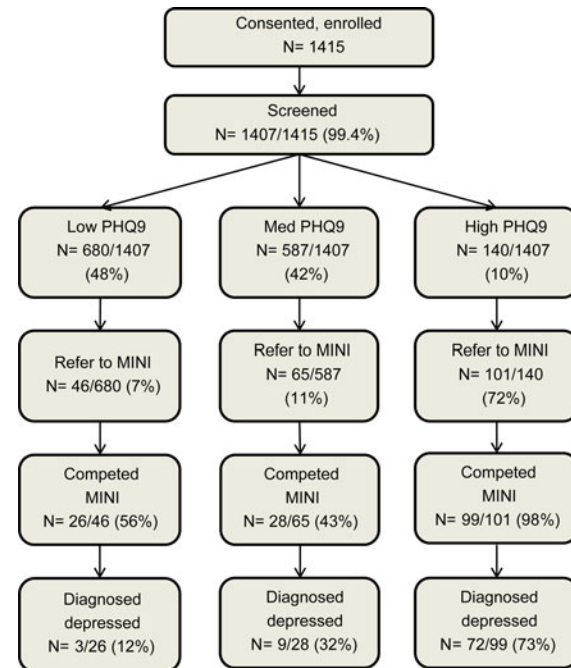 Consented, enrolled
N= 1415
Screened
N= 1407/1415 (99.4%)
Low PHQ9
N= 680/1407
(48%)
Med PHQ9
N= 587/1407
(42%)
High PHQ9
N= 140/1407
(10%)
Refer to MINI
N= 46/680 (7%)
Refer to MINI
N= 65/587
(11%)
Refer to MINI
N= 101/140
(72%)
Competed
MINI
N= 26/46 (56%)
Competed
MINI
N= 28/65 (43%)
Competed
MINI
N= 99/101 (98%)
Diagnosed
depressed
N= 3/26 (12%)
Diagnosed
depressed
N= 9/28 (32%)
Diagnosed
depressed
N= 72/99 (73%)